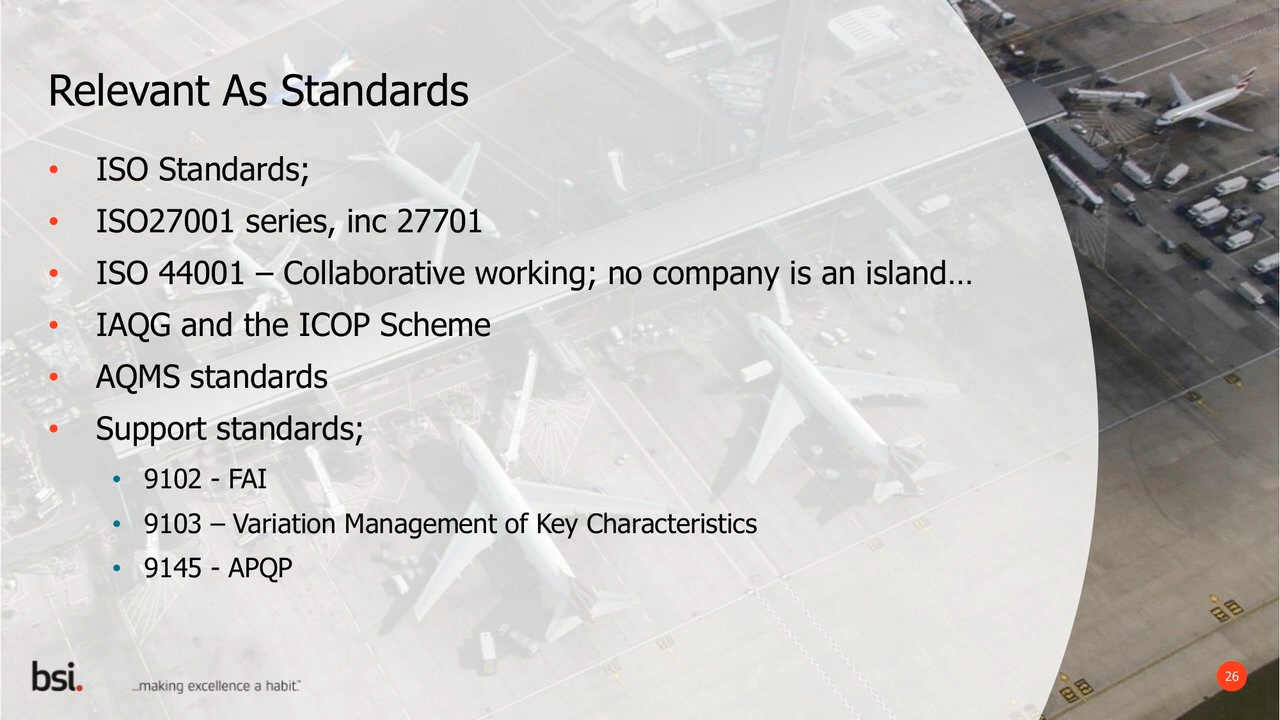 Relevant As Standards
• ISO Standards;
• ISO27001 series, inc 27701
• ISO 44001 – Collaborative working; no company is an island…
• IAQG and the ICOP Scheme
• AQMS standards
• Support standards;
• 9102 - FAI
• 9103 – Variation Management of Key Characteristics
• 9145 - APQP
bsi.
...making excellence a habit.™
26